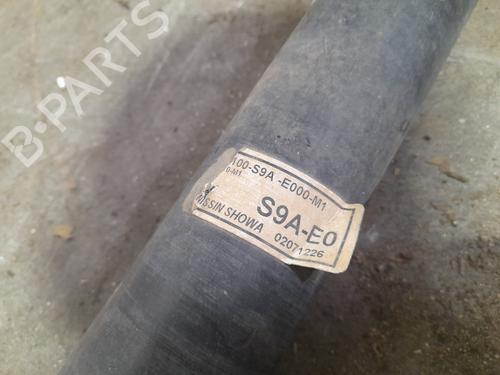 B-PARTS
100-S9A -E000-M1
0-M1
S9A-E0
NISSIN SHOWA
02071226